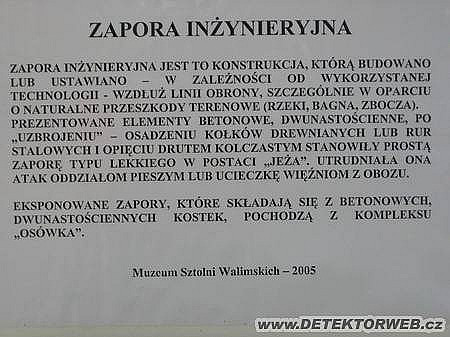 ZAPORA INŻYNIERYJNA
ZAPORA INŻYNIERYJNA JEST TO KONSTRUKCJA, KTÓRĄ BUDOWANO
LUB USTAWIANO – W ZALEŻNOŚCI OD WYKORZYSTANEJ
TECHNOLOGII - WZDŁUŻ LINII OBRONY, SZCZEGÓLNIE W OPARCIU
O NATURALNE PRZESZKODY TERENOWE (RZEKI, BAGNA, ZBOCZA).
PREZENTOWANE ELEMENTY BETONOWE, DWUNASTOŚCIENNE, PO
„UZBROJENIU” – OSADZENIU KOŁKÓW DREWNIANYCH LUB RUR
STALOWYCH I OPIĘCIU DRUTEM KOLCZASTYM STANOWIŁY PROSTĄ
ZAPORĘ TYPU LEKKIEGO W POSTACI „JEŻA”. UTRUDNIAŁA ONA
ATAK ODDZIAŁOM PIESZYM LUB UCIECZKĘ WIĘŹNIOM Z OBOZU.
EKSPONOWANE ZAPORY, KTÓRE SKŁADAJĄ SIĘ Z BETONOWYCH,
DWUNASTOŚCIENNYCH KOSTEK, POCHODZĄ Z KOMPLEKSU
„OSÓWKA”.
Muzeum Sztolni Walimskich – 2005
www.DETEKTORWEB.cz